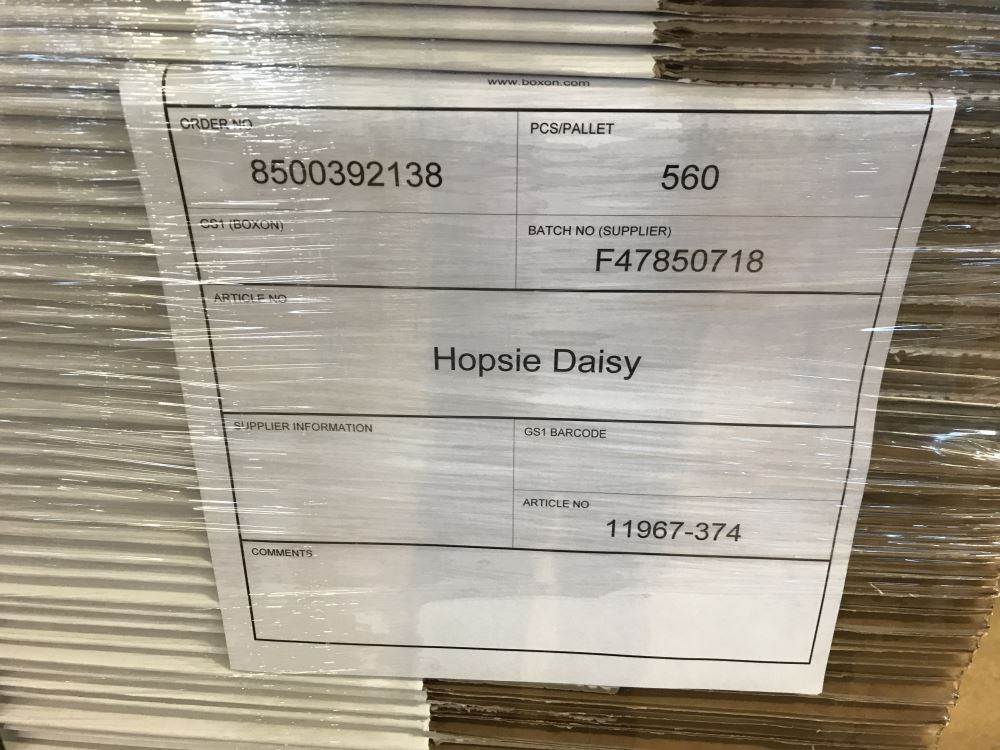 www.boxon.com
ORDER NO
8500392138
PCS/PALLET
560
GS1 (BOXON)
BATCH NO (SUPPLIER)
F47850718
ARTICLE NO
Hopsie Daisy
SUPPLIER INFORMATION
GS1 BARCODE
ARTICLE NO
11967-374
COMMENTS